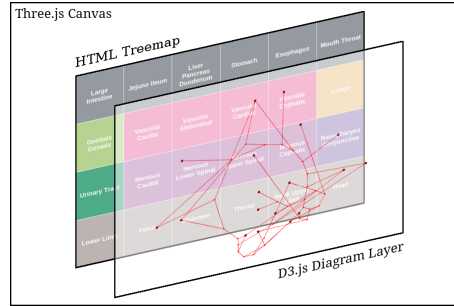 Three.js Canvas
HTML Treemap
Large
Intestine
Jejuno Ileum
Liver
Pancreas
Duodenum
Stomach
Esophagus
Mouth Throat
Genitals
Gonads
Vascular
Caudal
Vascular
Abdominal
Vascular
Vascular
Cephalic
Lungs
Urinary Tract
Nervous
Caudal
Nervous
Lower Spinal
Upper Spinal
Nervous
Cephalic
Nasopharynx
Conjunctiva
Lower Limb
Pelvis
Abdomen
Thorax
Head
D3.js Diagram Layer